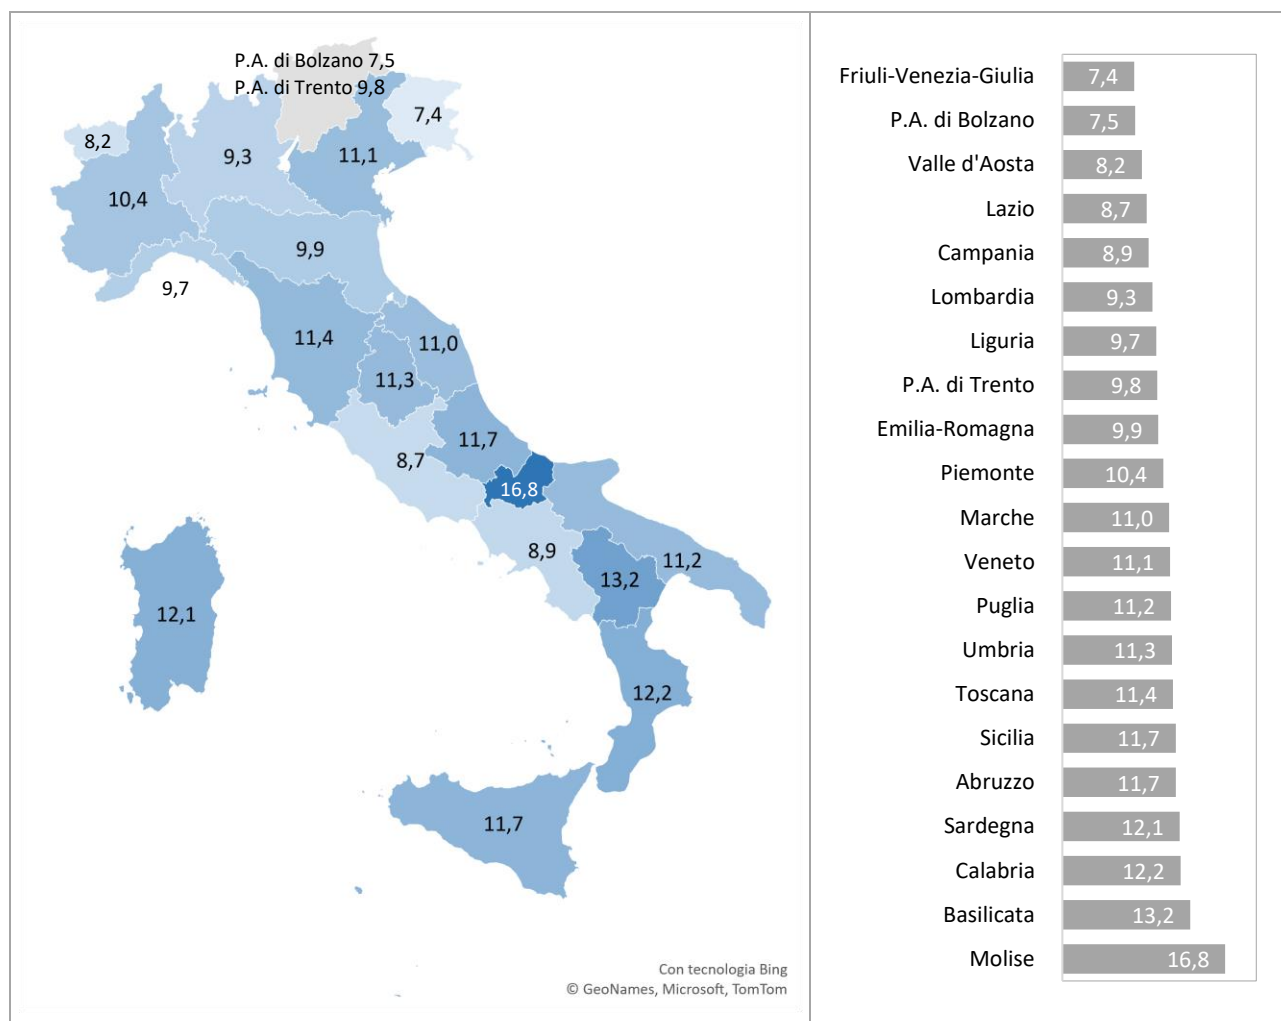 P.A. di Bolzano 7,5
P.A. di Trento 9,8
7,4
8,2
9,3
11,1
10,4
9,9
9,7
11,4
11,0
11,3
11,7
8,7
16,8
8,9
11,2
13,2
12,1
12,2
11,7
Con tecnologia Bing
© GeoNames, Microsoft, TomTom
Friuli-Venezia-Giulia 7,4
P.A. di Bolzano 7,5
Valle d'Aosta 8,2
Lazio 8,7
Campania 8,9
Lombardia 9,3
Liguria 9,7
P.A. di Trento 9,8
Emilia-Romagna 9,9
Piemonte 10,4
Marche 11,0
Veneto 11,1
Puglia 11,2
Umbria 11,3
Toscana 11,4
Sicilia 11,7
Abruzzo 11,7
Sardegna 12,1
Calabria 12,2
Basilicata 13,2
Molise 16,8